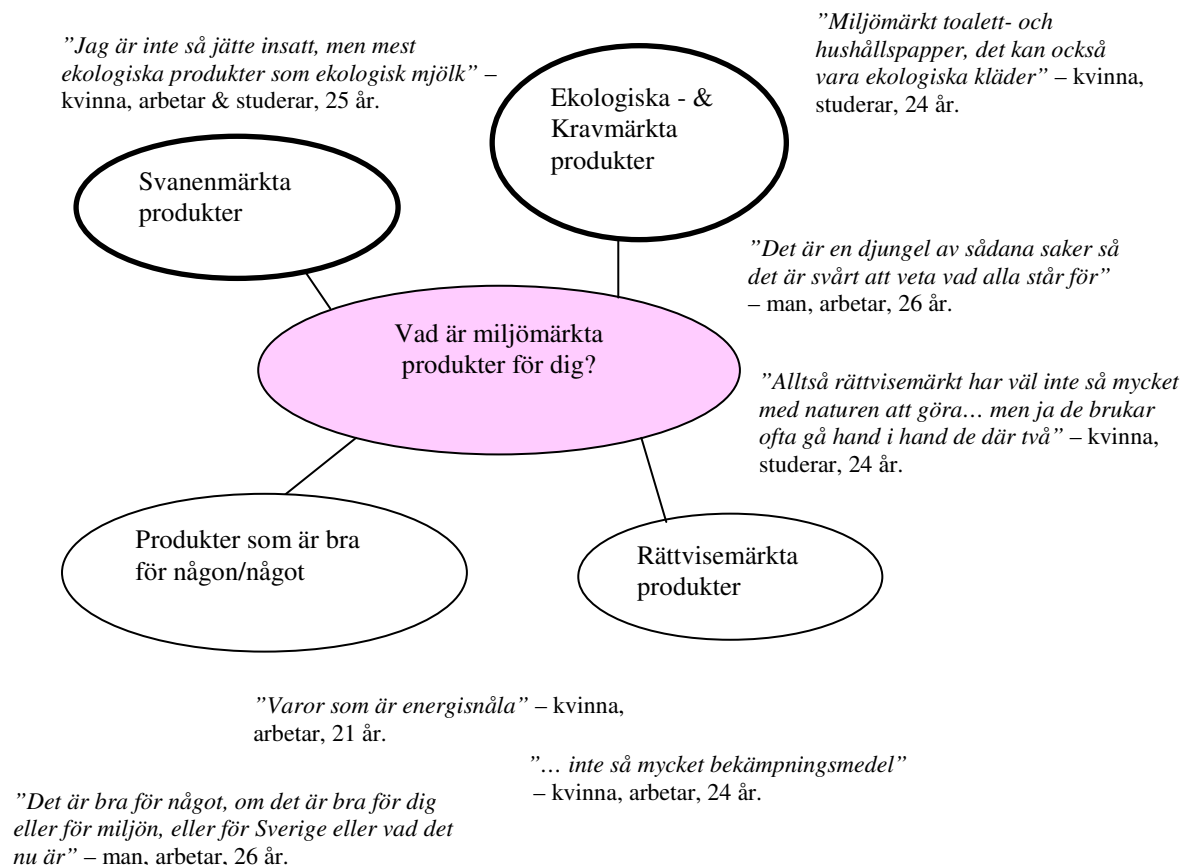 ”Miljömärkt toalett- och
hushållspapper, det kan också
vara ekologiska kläder” – kvinna,
studerar, 24 år.
”Jag är inte så jätte insatt, men mest
ekologiska produkter som ekologisk mjölk” –
kvinna, arbetar & studerar, 25 år.
Ekologiska - &
Kravmärkta
produkter
Svanenmärkta
produkter
”Det är en djungel av sådana saker så
det är svårt att veta vad alla står för”
– man, arbetar, 26 år.
Vad är miljömärkta
produkter för dig?
”Alltså rättvisemärkt har väl inte så mycket
med naturen att göra… men ja de brukar
ofta gå hand i hand de där två” – kvinna,
studerar, 24 år.
Produkter som är bra
för någon/något
Rättvisemärkta
produkter
”Varor som är energisnåla” – kvinna,
arbetar, 21 år.
”… inte så mycket bekämpningsmedel”
– kvinna, arbetar, 24 år.
”Det är bra för något, om det är bra för dig
eller för miljön, eller för Sverige eller vad det
nu är” – man, arbetar, 26 år.